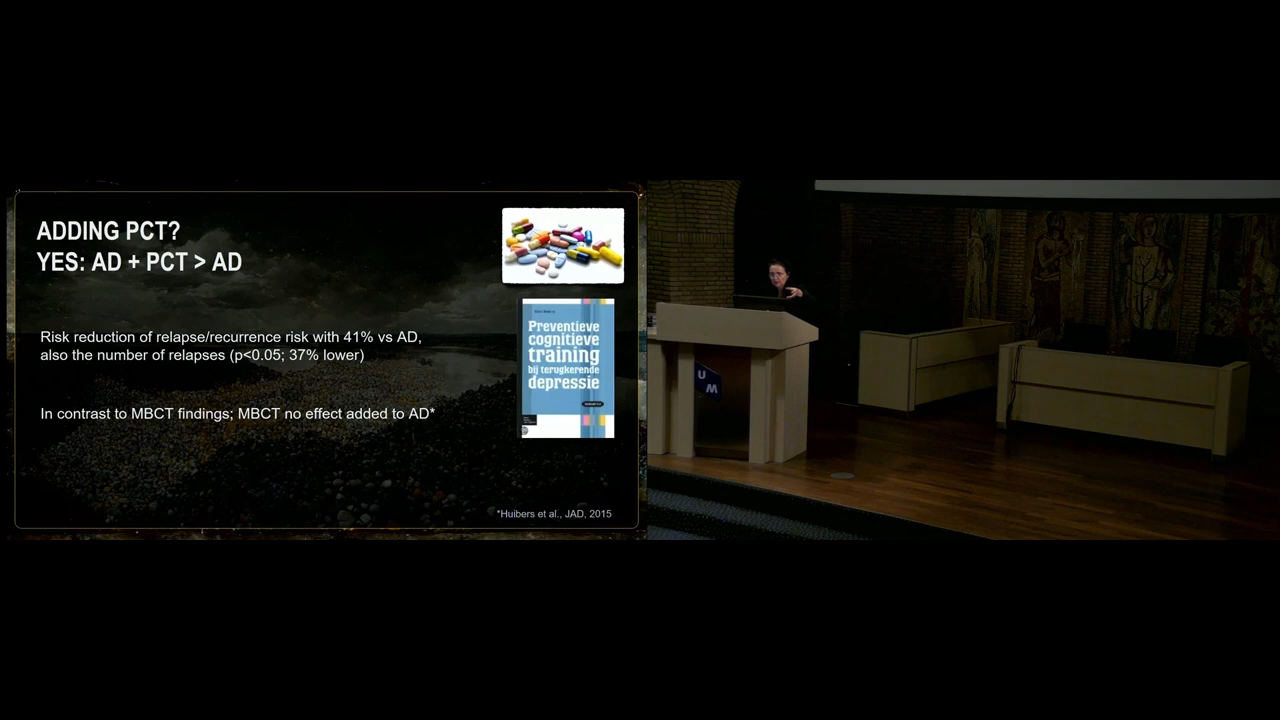 ADDING PCT?
YES: AD + PCT > AD
Risk reduction of relapse/recurrence risk with 41% vs AD,
also the number of relapses (p<0.05; 37% lower)
In contrast to MBCT findings; MBCT no effect added to AD*
Preventieve
cognitieve
training
bij terugkerende
depressie
*Huibers et al., JAD, 2015
U
M